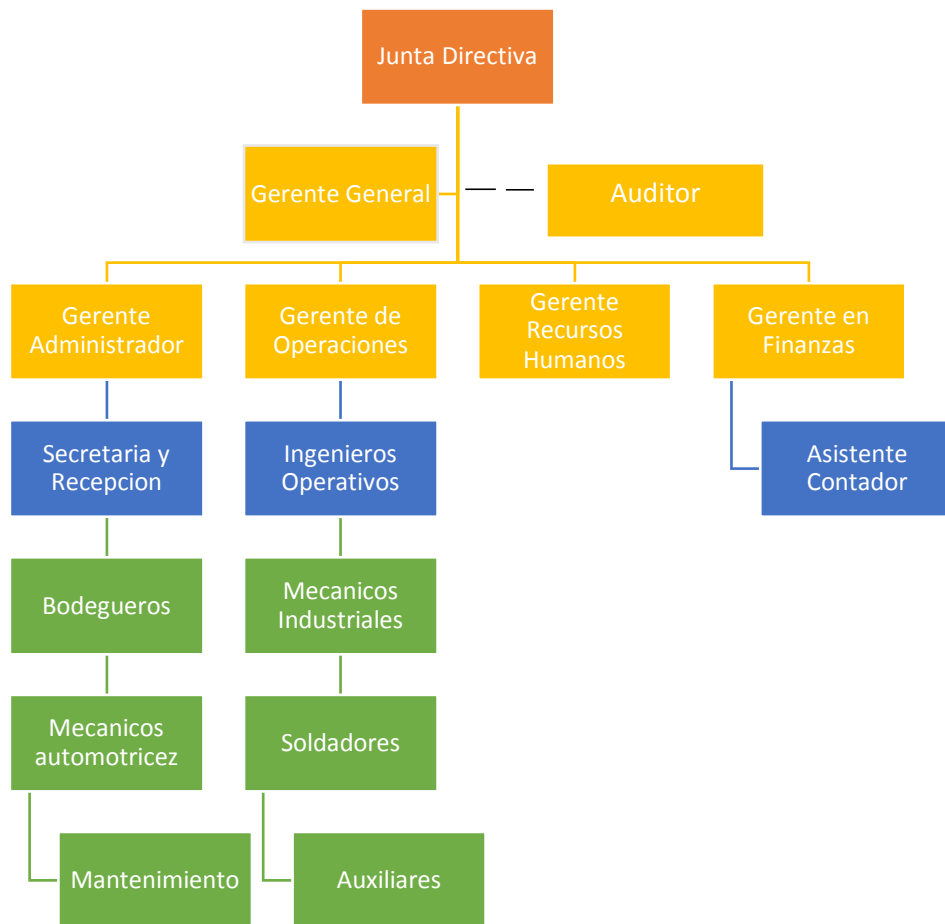 Junta Directiva
Gerente General
Auditor
Gerente
Administrador
Gerente de
Operaciones
Gerente
Recursos
Humanos
Gerente en
Finanzas
Secretaria y
Recepcion
Ingenieros
Operativos
Asistente
Contador
Bodegueros
Mecanicos
Industriales
Mecanicos
automotricez
Soldadores
Mantenimiento
Auxiliares